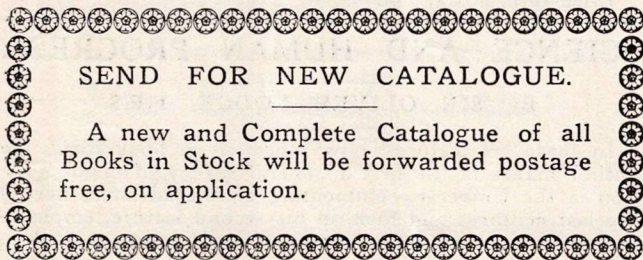 SEND FOR NEW CATALOGUE.
A new and Complete Catalogue of all
Books in Stock will be forwarded postage
free, on application.